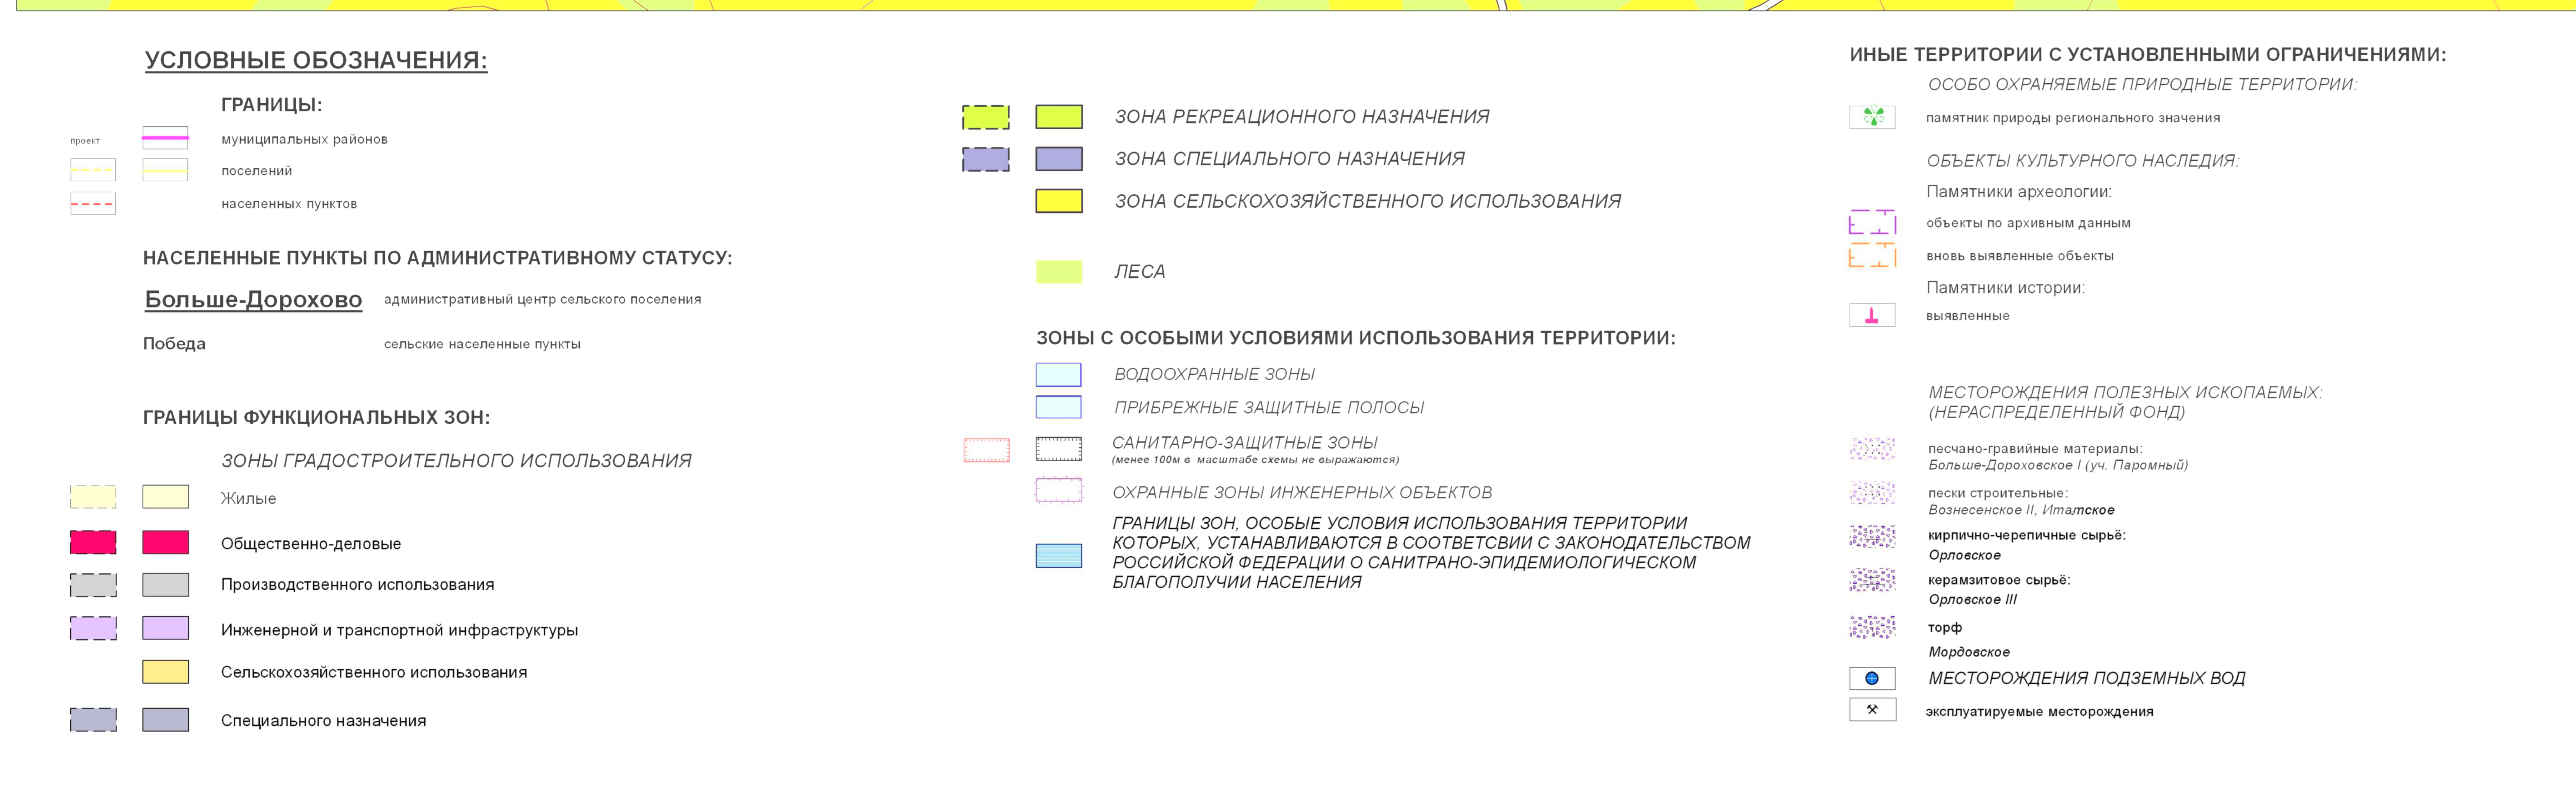 УСЛОВНЫЕ ОБОЗНАЧЕНИЯ:
ГРАНИЦЫ:
проект
муниципальных районов
поселений
населенных пунктов
НАСЕЛЕННЫЕ ПУНКТЫ ПО АДМИНИСТРАТИВНОМУ СТАТУСУ:
Больше-Дорохово административный центр сельского поселения
Победа сельские населенные пункты
ГРАНИЦЫ ФУНКЦИОНАЛЬНЫХ ЗОН:
ЗОНЫ ГРАДОСТРОИТЕЛЬНОГО ИСПОЛЬЗОВАНИЯ
Жилые
Общественно-деловые
Производственного использования
Инженерной и транспортной инфраструктуры
Сельскохозяйственного использования
Специального назначения
ЗОНА РЕКРЕАЦИОННОГО НАЗНАЧЕНИЯ
ЗОНА СПЕЦИАЛЬНОГО НАЗНАЧЕНИЯ
ЗОНА СЕЛЬСКОХОЗЯЙСТВЕННОГО ИСПОЛЬЗОВАНИЯ
ЛЕСА
ЗОНЫ С ОСОБЫМИ УСЛОВИЯМИ ИСПОЛЬЗОВАНИЯ ТЕРРИТОРИИ:
ВОДООХРАННЫЕ ЗОНЫ
ПРИБРЕЖНЫЕ ЗАЩИТНЫЕ ПОЛОСЫ
САНИТАРНО-ЗАЩИТНЫЕ ЗОНЫ
(менее 100м в масштабе схемы не выражаются)
ОХРАННЫЕ ЗОНЫ ИНЖЕНЕРНЫХ ОБЪЕКТОВ
ГРАНИЦЫ ЗОН, ОСОБЫЕ УСЛОВИЯ ИСПОЛЬЗОВАНИЯ ТЕРРИТОРИИ
КОТОРЫХ, УСТАНАВЛИВАЮТСЯ В СООТВЕТСВИИ С ЗАКОНОДАТЕЛЬСТВОМ
РОССИЙСКОЙ ФЕДЕРАЦИИ О САНИТРАНО-ЭПИДЕМИОЛОГИЧЕСКОМ
БЛАГОПОЛУЧИИ НАСЕЛЕНИЯ
ИНЫЕ ТЕРРИТОРИИ С УСТАНОВЛЕННЫМИ ОГРАНИЧЕНИЯМИ:
ОСОБО ОХРАНЯЕМЫЕ ПРИРОДНЫЕ ТЕРРИТОРИИ:
памятник природы регионального значения
ОБЪЕКТЫ КУЛЬТУРНОГО НАСЛЕДИЯ:
Памятники археологии:
объекты по архивным данным
вновь выявленные объекты
Памятники истории:
выявленные
МЕСТОРОЖДЕНИЯ ПОЛЕЗНЫХ ИСКОПАЕМЫХ:
(НЕРАСПРЕДЕЛЕННЫЙ ФОНД)
песчано-гравийные материалы:
Больше-Дороховское I (уч. Паромный)
пески строительные:
Вознесенское II, Итатское
кирпично-черепичные сырьё:
Орловское
керамзитовое сырьё:
Орловское III
торф
Мордовское
МЕСТОРОЖДЕНИЯ ПОДЗЕМНЫХ ВОД
эксплуатируемые месторождения